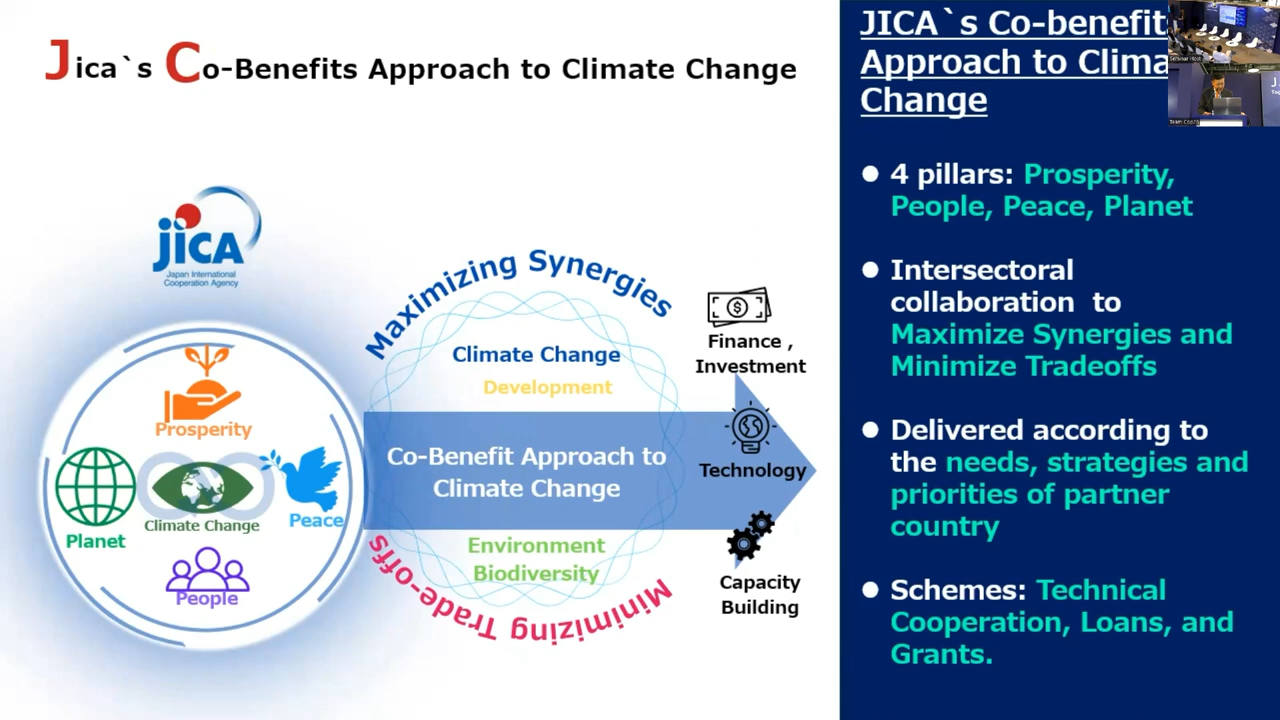 Jica`s Co-Benefits Approach to Climate Change
JICA
Japan International
Cooperation Agency
Prosperity
Planet
Climate Change
Peace
People
Maximizing Synergies
Climate Change
Development
Co-Benefit Approach to
Climate Change
Environment
Biodiversity
Minimizing Trade-offs
Finance ,
Investment
Technology
Capacity
Building
JICA`s Co-benefit
Approach to Clima
Change
● 4 pillars: Prosperity,
People, Peace, Planet
● Intersectoral
collaboration to
Maximize Synergies and
Minimize Tradeoffs
● Delivered according to
the needs, strategies and
priorities of partner
country
● Schemes: Technical
Cooperation, Loans, and
Grants.
Seminar Host